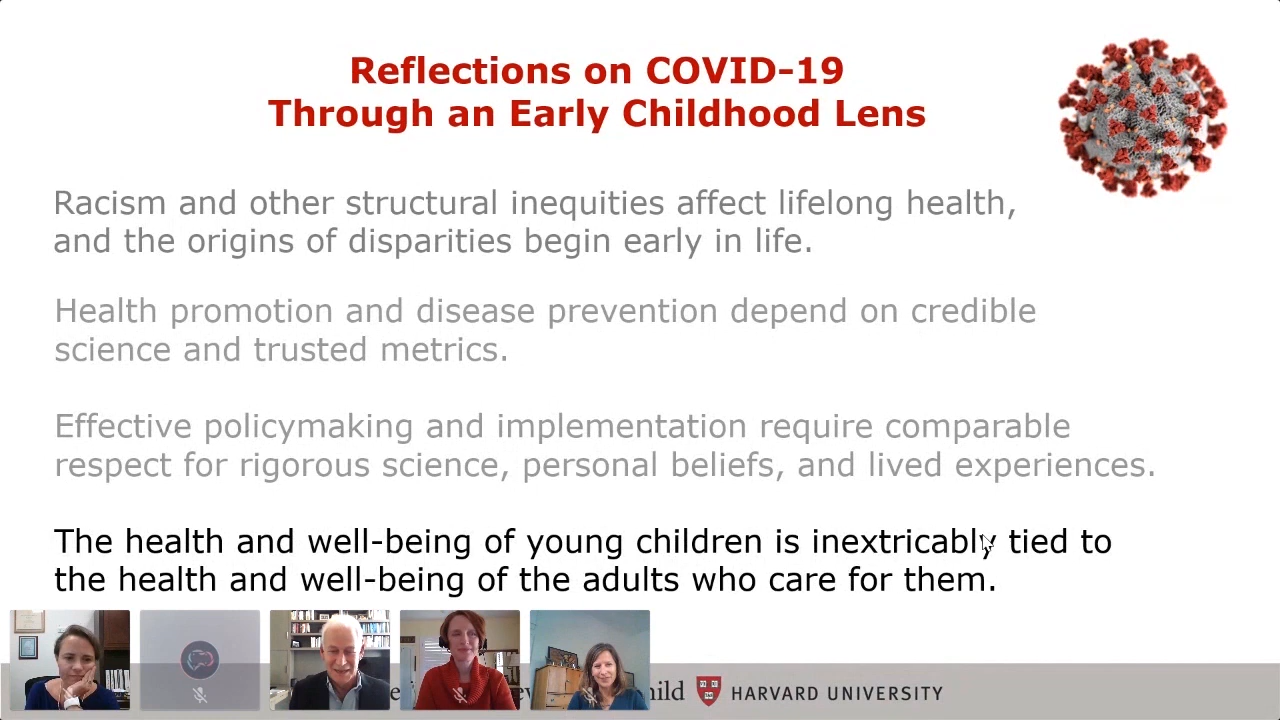 Reflections on COVID-19
Through an Early Childhood Lens
Racism and other structural inequities affect lifelong health,
and the origins of disparities begin early in life.
Health promotion and disease prevention depend on credible
science and trusted metrics.
Effective policymaking and implementation require comparable
respect for rigorous science, personal beliefs, and lived experiences.
The health and well-being of young children is inextricably tied to
the health and well-being of the adults who care for them.
HARVARD UNIVERSITY